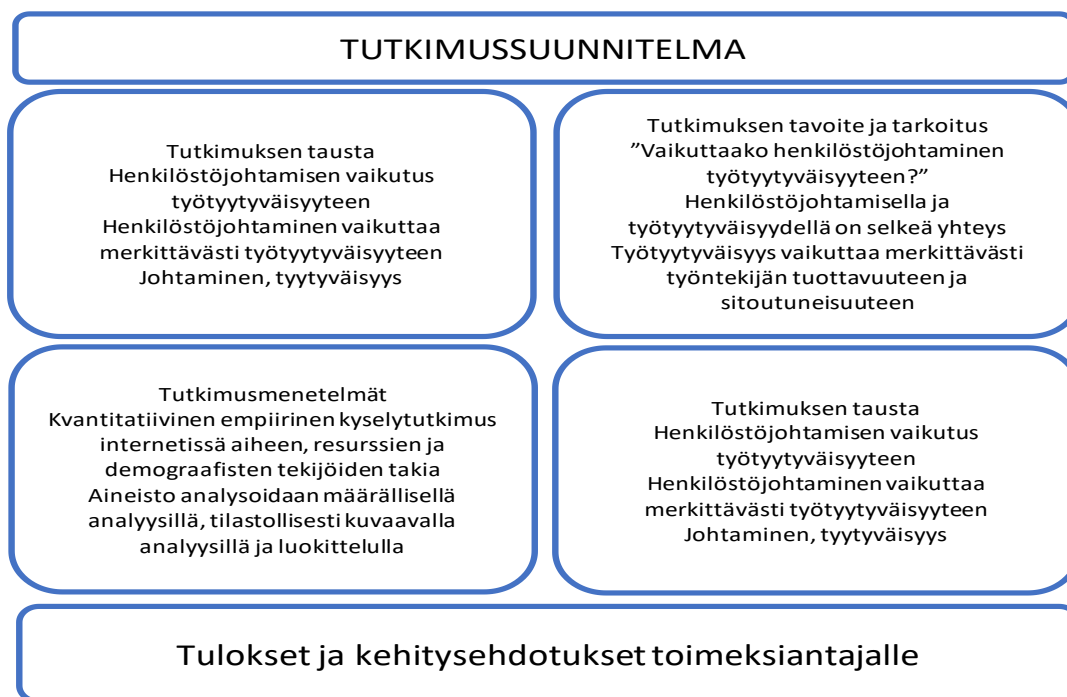 TUTKIMUSSUUNNITELMA
Tutkimuksen tausta
Henkilöstöjohtamisen vaikutus
työtyytyväisyyteen
Henkilöstöjohtaminen vaikuttaa
merkittävästi työtyytyväisyyteen
Johtaminen, tyytyväisyys
Tutkimuksen tavoite ja tarkoitus
”Vaikuttaako henkilöstöjohtaminen
työtyytyväisyyteen?”
Henkilöstöjohtamisella ja
työtyytyväisyydellä on selkeä yhteys
Työtyytyväisyys vaikuttaa merkittävästi
työntekijän tuottavuuteen ja
sitoutuneisuuteen
Tutkimusmenetelmät
Kvantitatiivinen empiirinen kyselytutkimus
internetissä aiheen, resurssien ja
demograafisten tekijöiden takia
Aineisto analysoidaan määrällisellä
analyysillä, tilastollisesti kuvaavalla
analyysillä ja luokittelulla
Tutkimuksen tausta
Henkilöstöjohtamisen vaikutus
työtyytyväisyyteen
Henkilöstöjohtaminen vaikuttaa
merkittävästi työtyytyväisyyteen
Johtaminen, tyytyväisyys
Tulokset ja kehitysehdotukset toimeksiantajalle